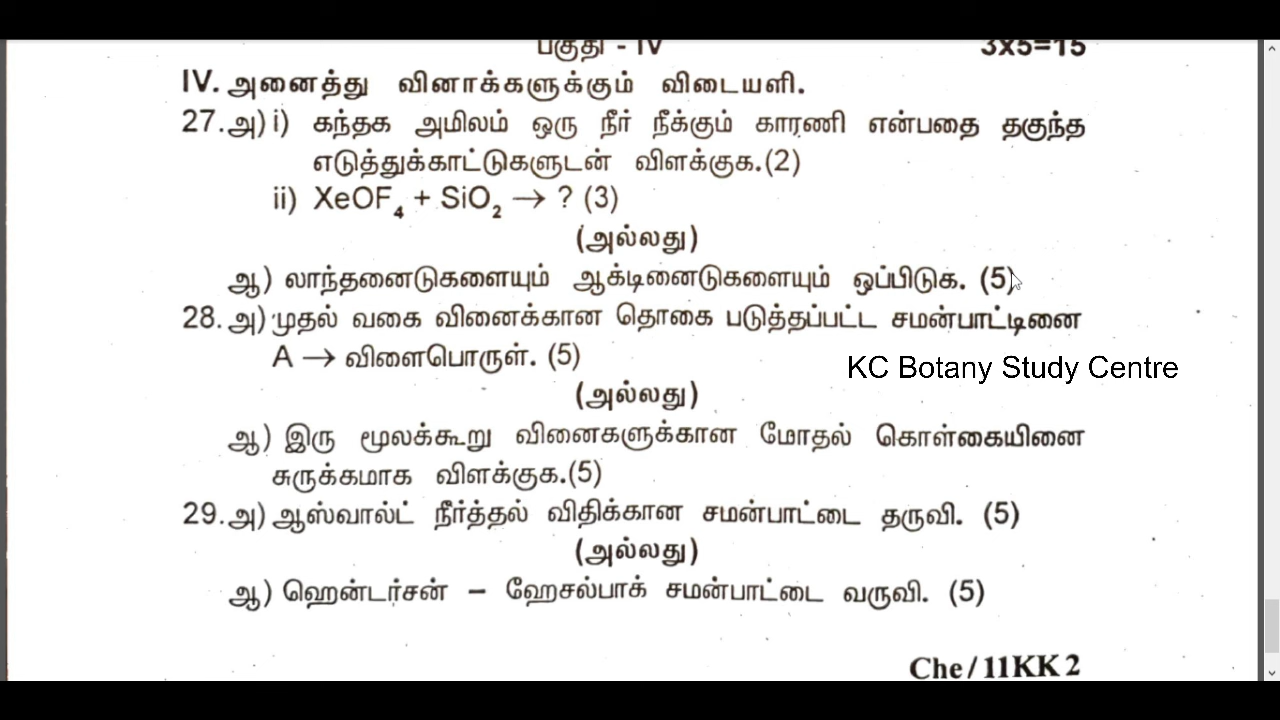 பகுதி - IV 3x5=15
IV. அனைத்து வினாக்களுக்கும் விடையளி.
27. அ) i) கந்தக அமிலம் ஒரு நீர் நீக்கும் காரணி என்பதை தகுந்த
எடுத்துக்காட்டுகளுடன் விளக்குக.(2)
ii) XeOF₄ + SiO₂ → ? (3)
(அல்லது)
ஆ) லாந்தனைடுகளையும் ஆக்டினைடுகளையும் ஒப்பிடுக. (5)
28. அ) முதல் வகை வினைக்கான தொகை படுத்தப்பட்ட சமன்பாட்டினை
A → விளைபொருள். (5)
KC Botany Study Centre
(அல்லது)
ஆ) இரு மூலக்கூறு வினைகளுக்கான மோதல் கொள்கையினை
சுருக்கமாக விளக்குக.(5)
29. அ) ஆஸ்வால்ட் நீர்த்தல் விதிக்கான சமன்பாட்டை தருவி. (5)
(அல்லது)
ஆ) ஹென்டர்சன் – ஹேசல்பாக் சமன்பாட்டை வருவி. (5)
Che/11KK 2